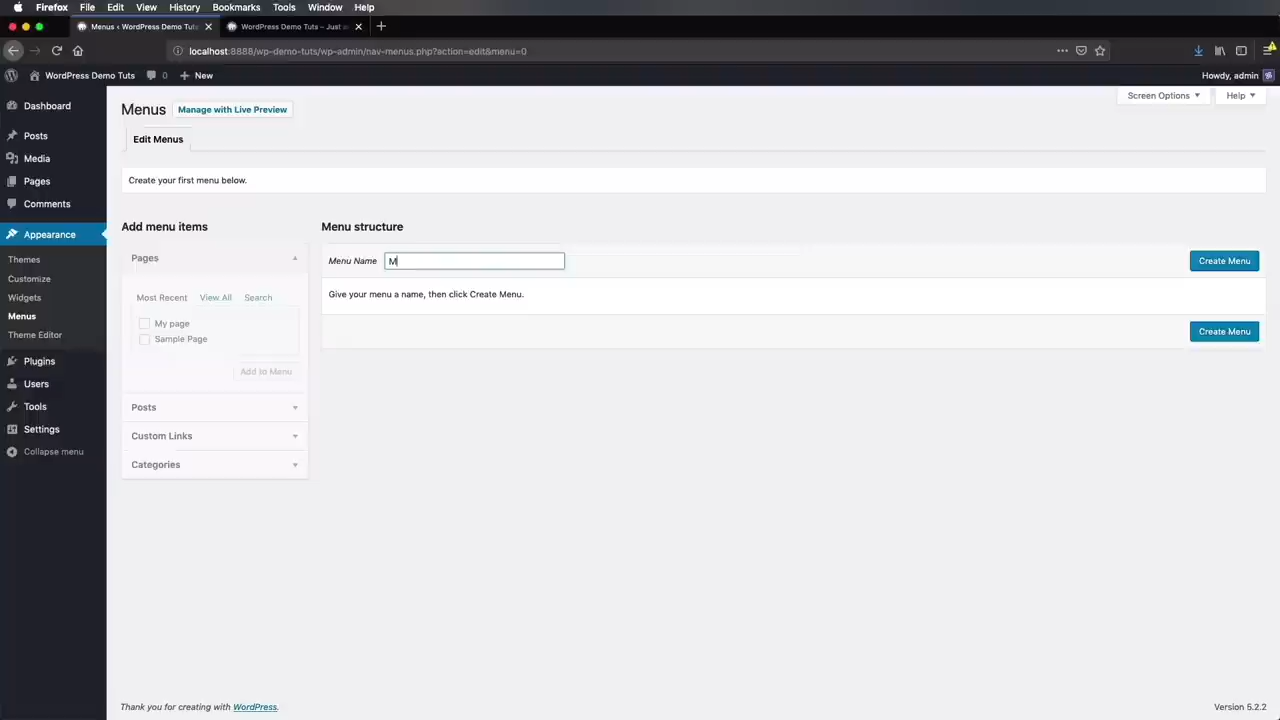 Firefox File Edit View History Bookmarks Tools Window Help
Menus ‹ WordPress Demo Tuts
WordPress Demo Tuts – Just an
localhost:8888/wp-demo-tuts/wp-admin/nav-menus.php?action=edit&menu=0
WordPress Demo Tuts 0 New Howdy, admin
Screen Options Help
Menus Manage with Live Preview
Edit Menus
Create your first menu below.
Dashboard
Posts
Media
Pages
Comments
Appearance
Themes
Customize
Widgets
Menus
Theme Editor
Plugins
Users
Tools
Settings
Collapse menu
Add menu items
Pages
Most Recent View All Search
My page
Sample Page
Add to Menu
Posts
Custom Links
Categories
Menu structure
Menu Name M Create Menu
Give your menu a name, then click Create Menu.
Create Menu
Thank you for creating with WordPress. Version 5.2.2